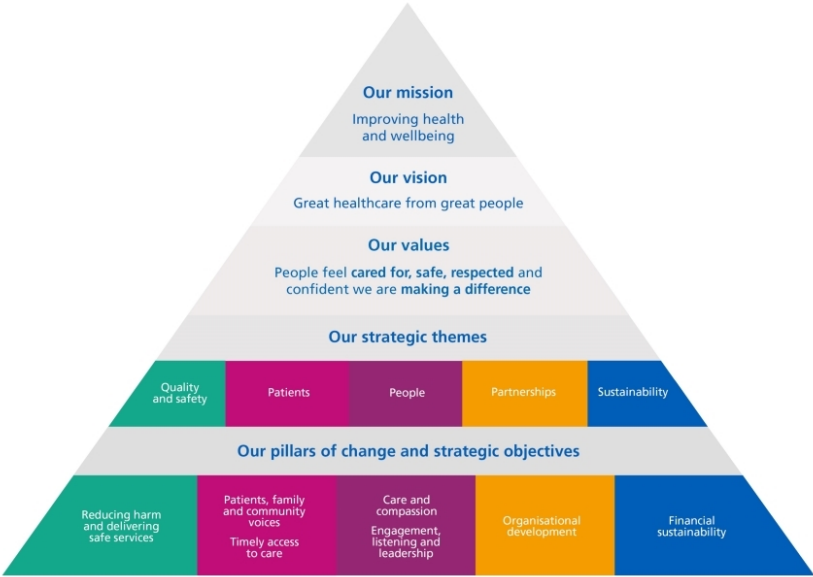 Our mission
Improving health
and wellbeing
Our vision
Great healthcare from great people
Our values
People feel cared for, safe, respected and
confident we are making a difference
Our strategic themes
Quality
and safety
Patients
People
Partnerships
Sustainability
Our pillars of change and strategic objectives
Reducing harm
and delivering
safe services
Patients, family
and community
voices
Timely access
to care
Care and
compassion
Engagement,
listening and
leadership
Organisational
development
Financial
sustainability